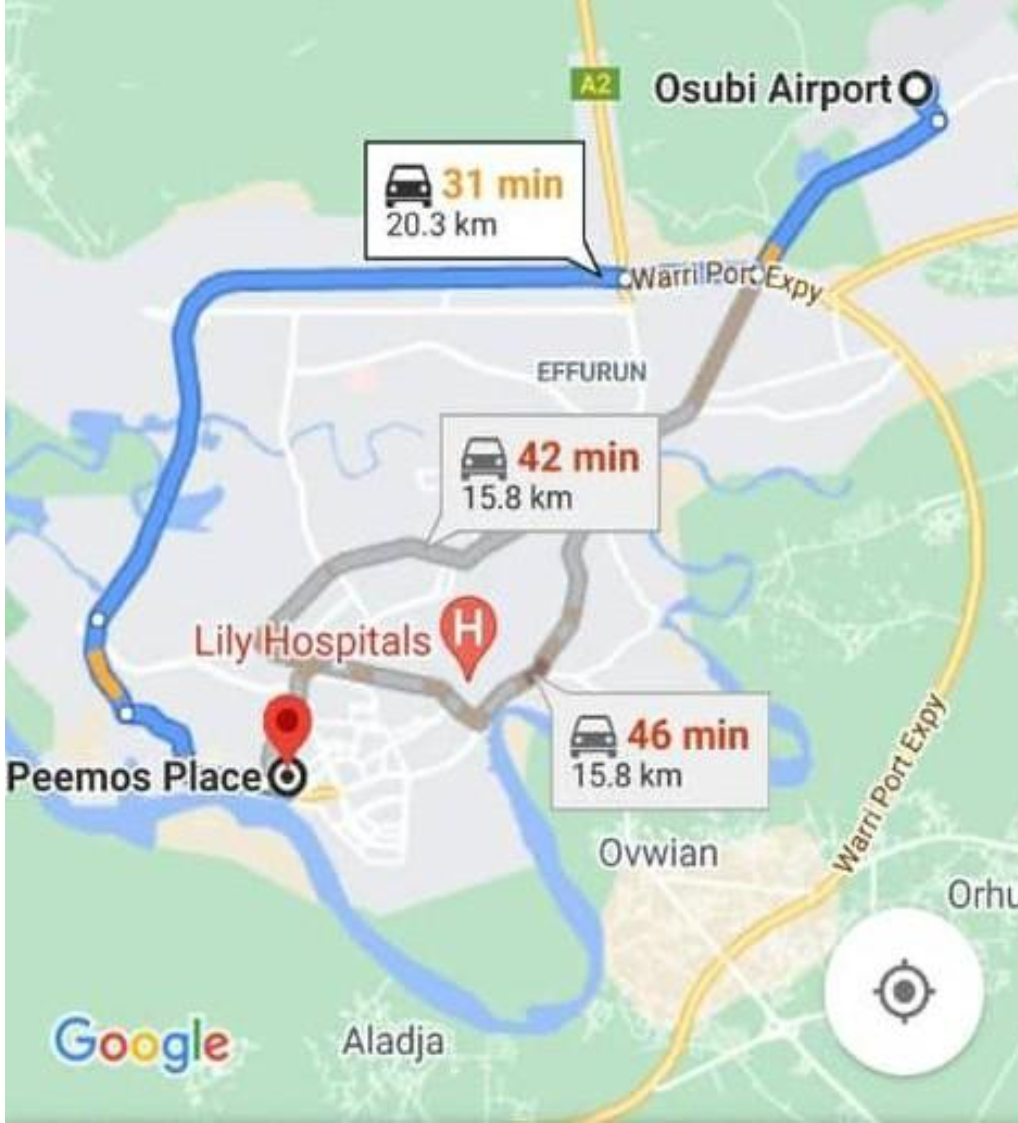 A2
Osubi Airport
31 min
20.3 km
Warri Port Expy
EFFURUN
42 min
15.8 km
Lily Hospitals
H
46 min
15.8 km
Peemos Place
Warri Port Expy
Ovwian
Orhu
Aladja
Google